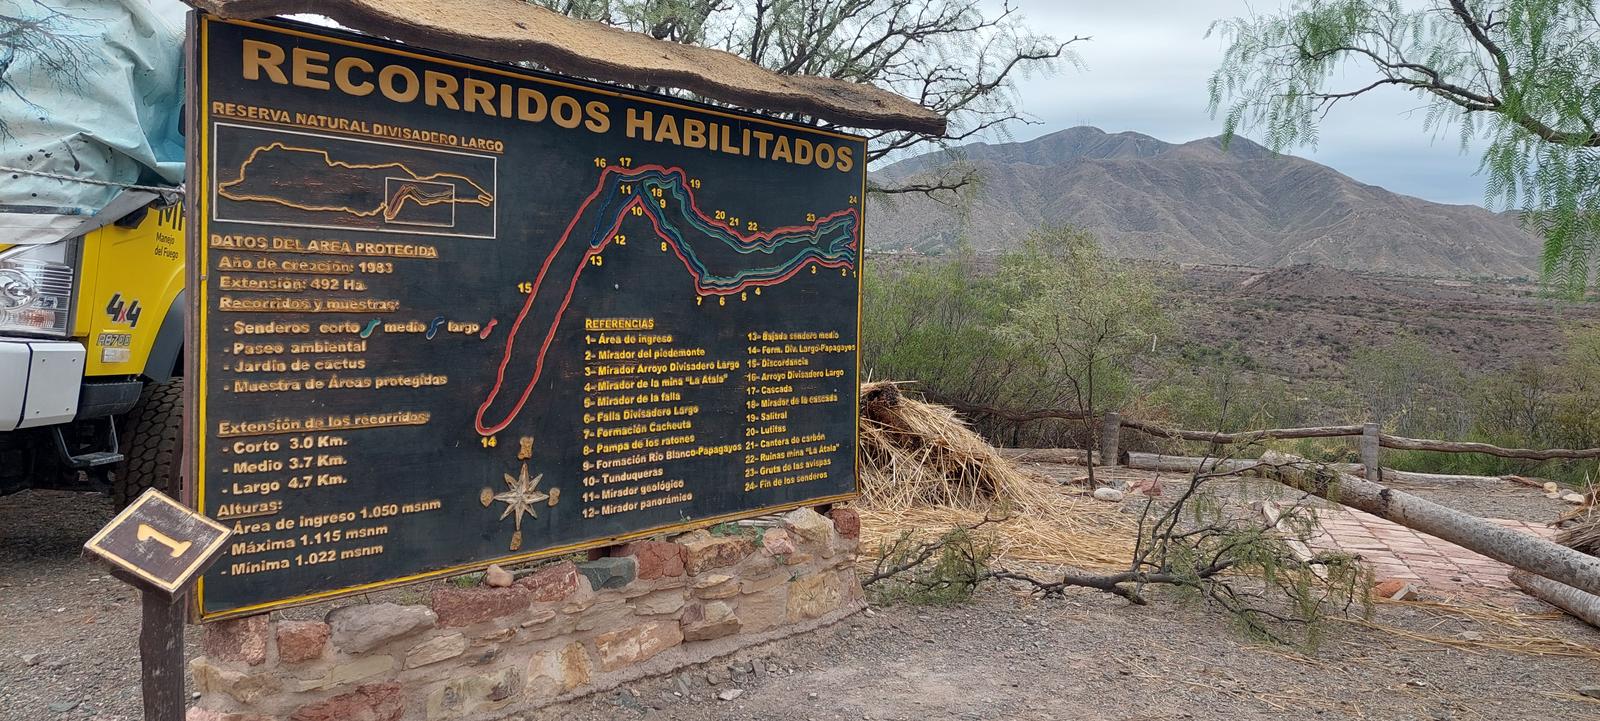 RECORRIDOS HABILITADOS
RESERVA NATURAL DIVISADERO LARGO
DATOS DEL AREA PROTEGIDA
Año de creacion: 1983
Extensión: 492 Ha.
Recorridos y muestras:
- Senderos corto medio largo
- Paseo ambiental
- Jardin de cactus
- Muestra de Áreas protegidas
Extensión de los recorridos:
- Corto 3.0 Km.
- Medio 3.7 Km.
- Largo 4.7 Km.
Alturas:
- Área de ingreso 1.050 msnm
- Máxima 1.115 msnm
- Mínima 1.022 msnm
16 17
19
11 18
9
10
20
21
22
23
24
12
8
13
3 2 1
15
7 6 5 4
14
REFERENCIAS
1- Área de ingreso
2- Mirador del piedemonte
3- Mirador Arroyo Divisadero Largo
4- Mirador de la mina "La Atala"
5- Mirador de la falla
6- Falla Divisadero Largo
7- Formación Cacheuta
8- Pampa de los ratones
9- Formación Rio Blanco-Papagayos
10- Tunduqueras
11- Mirador geológico
12- Mirador panorámico
13- Bajada sendero medio
14- Form. Div. Largo-Papagayos
15- Discordancia
16- Arroyo Divisadero Largo
17- Cascada
18- Mirador de la cascada
19- Salitral
20- Lutitas
21- Cantera de carbón
22- Ruinas mina "La Atala"
23- Gruta de las avispas
24- Fin de los senderos
1
Manejo
del Fuego
4x4